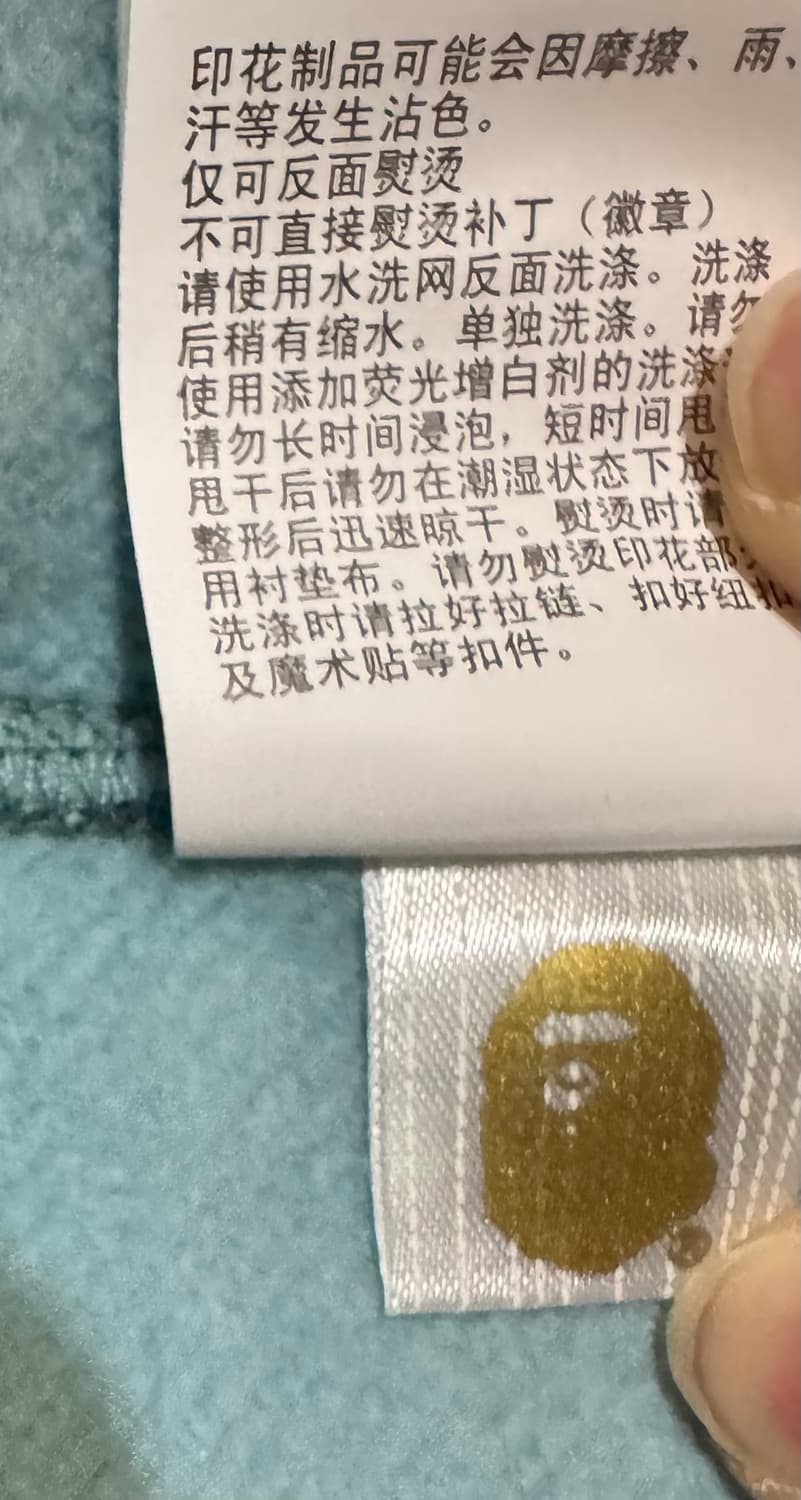 印花制品可能会因摩擦、雨、
汗等发生沾色。
仅可反面熨烫
不可直接熨烫补丁（徽章）
请使用水洗网反面洗涤。洗涤
后稍有缩水。单独洗涤。请勿
使用添加荧光增白剂的洗涤
请勿长时间浸泡，短时间甩
甩干后请勿在潮湿状态下放
整形后迅速晾干。熨烫时请
用衬垫布。请勿熨烫印花部
洗涤时请拉好拉链、扣好纽扣
及魔术贴等扣件。